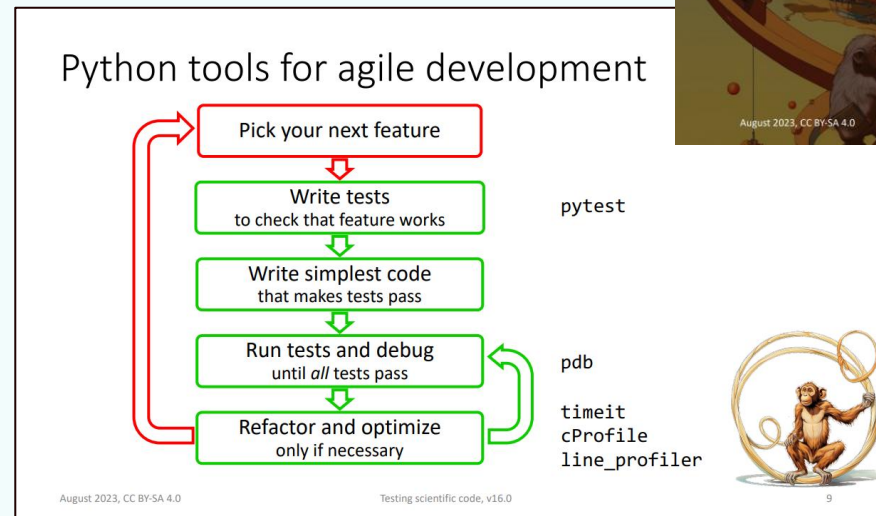 August 2023, CC BY-SA 4.0
Python tools for agile development
Pick your next feature
Write tests
to check that feature works
pytest
Write simplest code
that makes tests pass
Run tests and debug
until all tests pass
pdb
Refactor and optimize
only if necessary
timeit
cProfile
line_profiler
August 2023, CC BY-SA 4.0
Testing scientific code, v16.0
9